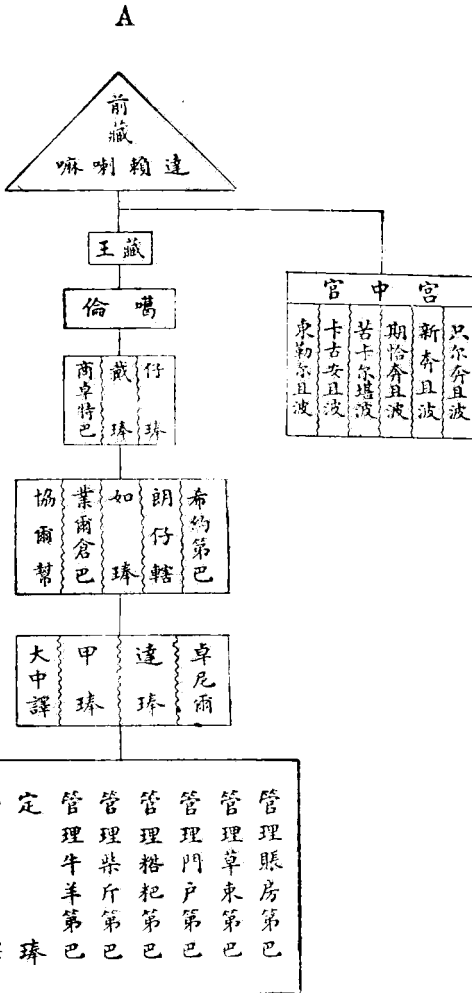 A
前藏
達賴喇嘛
藏王
噶倫
宮中宮
只尔奔且波
新奔且波
期恰奔且波
苦卡尔堪波
卡古安且波
東勒尔且波
仔琫
戴琫
商卓特巴
希約第巴
朗仔轄
如琫
業爾倉巴
協爾幫
卓尼爾
達琫
甲琫
大中譯
管理賬房第巴
管理草束第巴
管理門户第巴
管理糌粑第巴
管理柴斤第巴
管理牛羊第巴
定琫